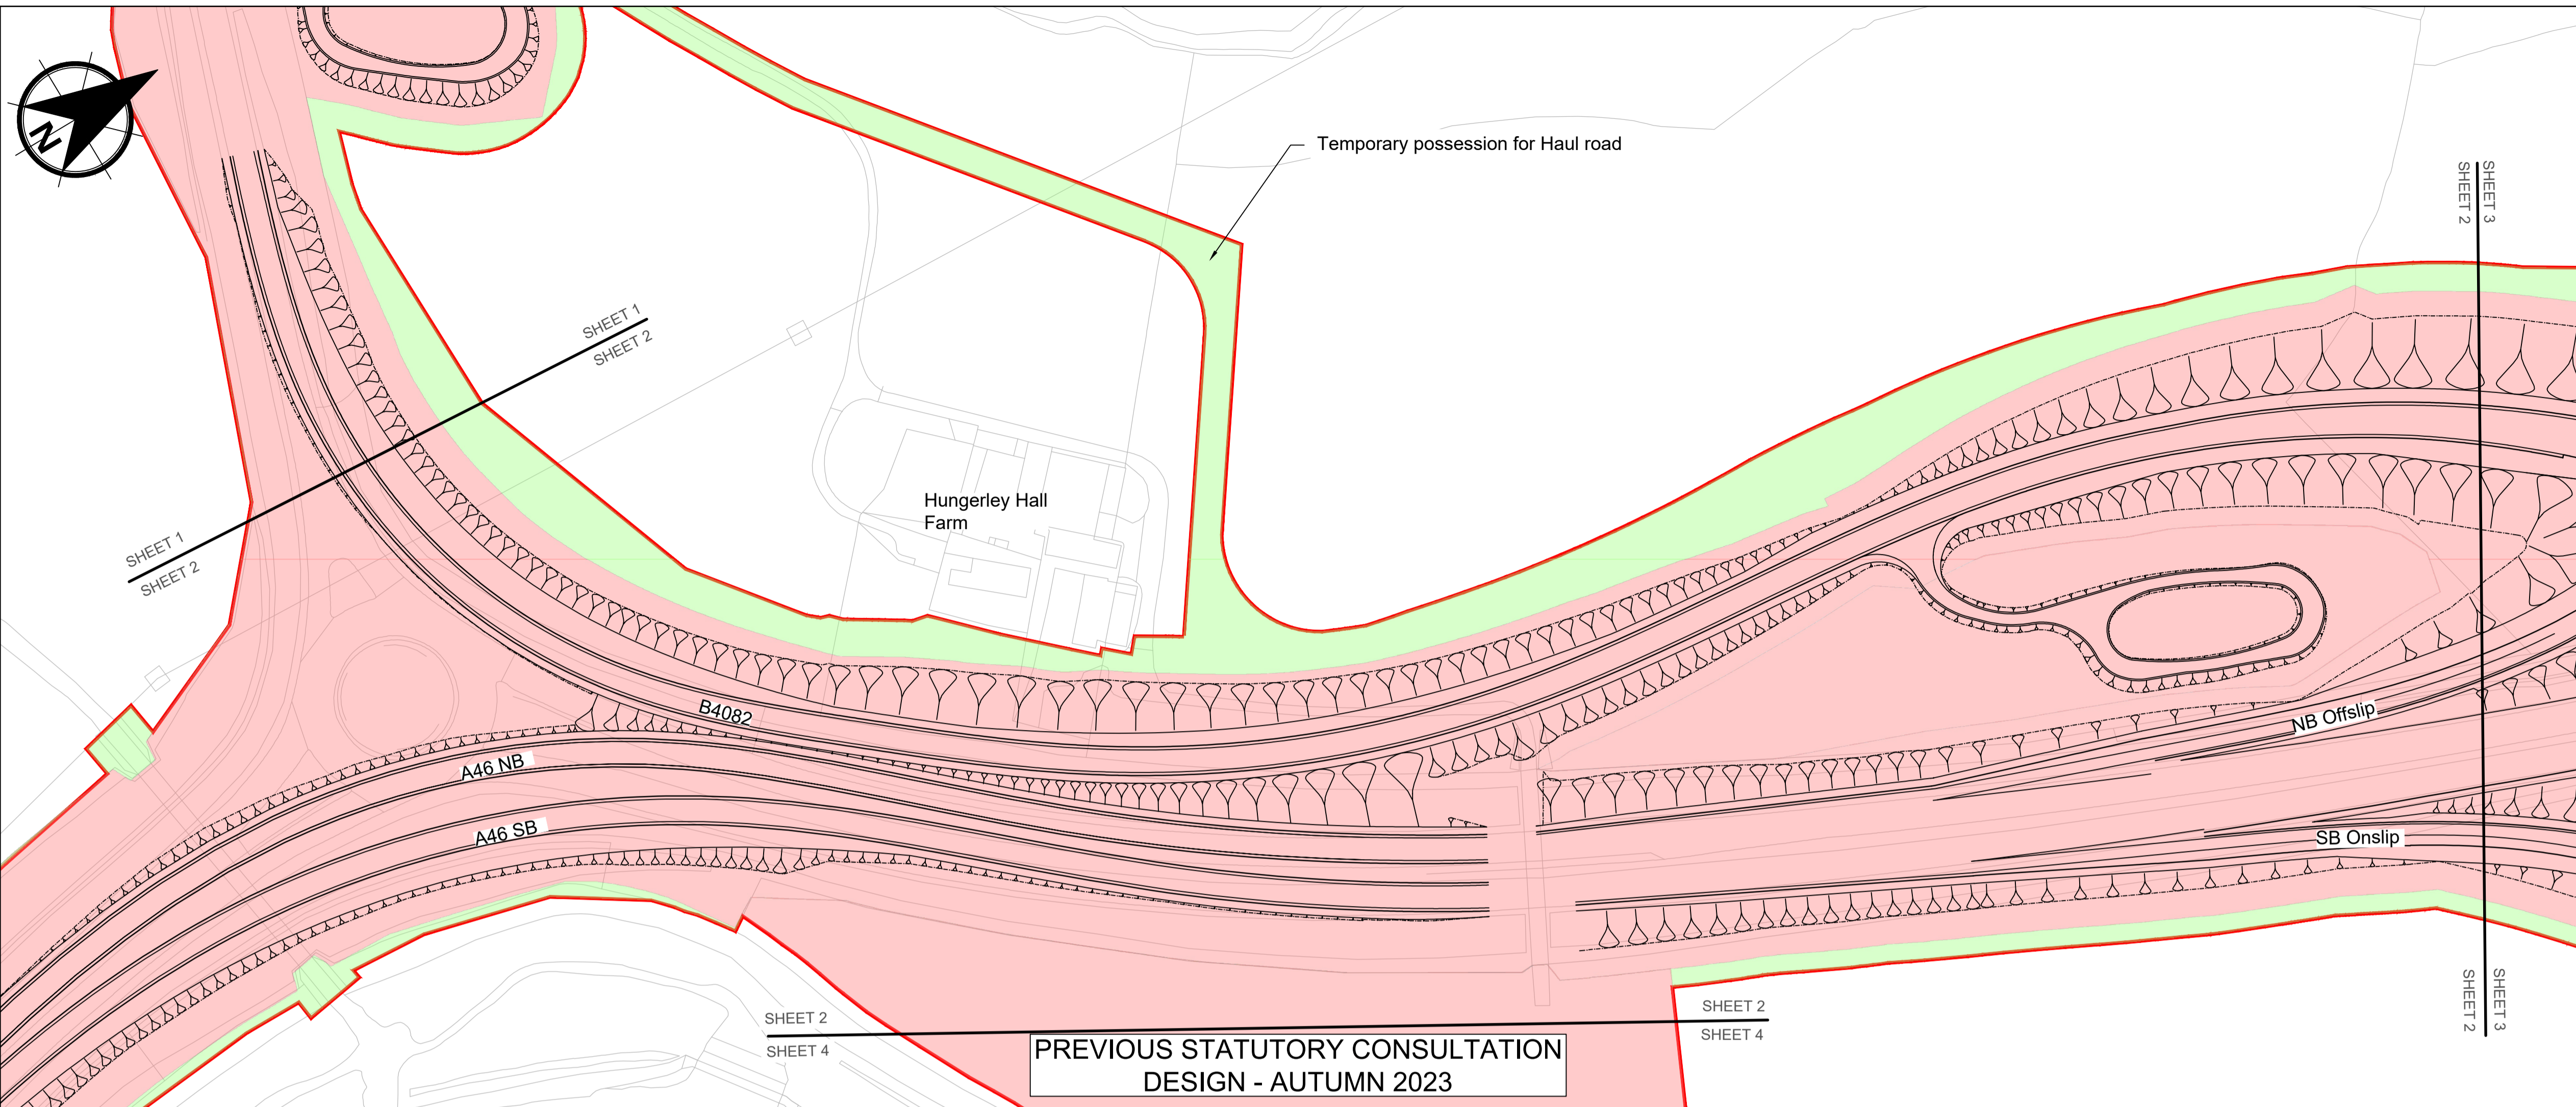 N
Temporary possession for Haul road
SHEET 2
SHEET 3
SHEET 1
SHEET 2
Hungerley Hall
Farm
SHEET 1
SHEET 2
B4082
NB Offslip
A46 NB
A46 SB
SB Onslip
SHEET 2
SHEET 4
SHEET 2
SHEET 4
SHEET 2
SHEET 3
PREVIOUS STATUTORY CONSULTATION
DESIGN - AUTUMN 2023